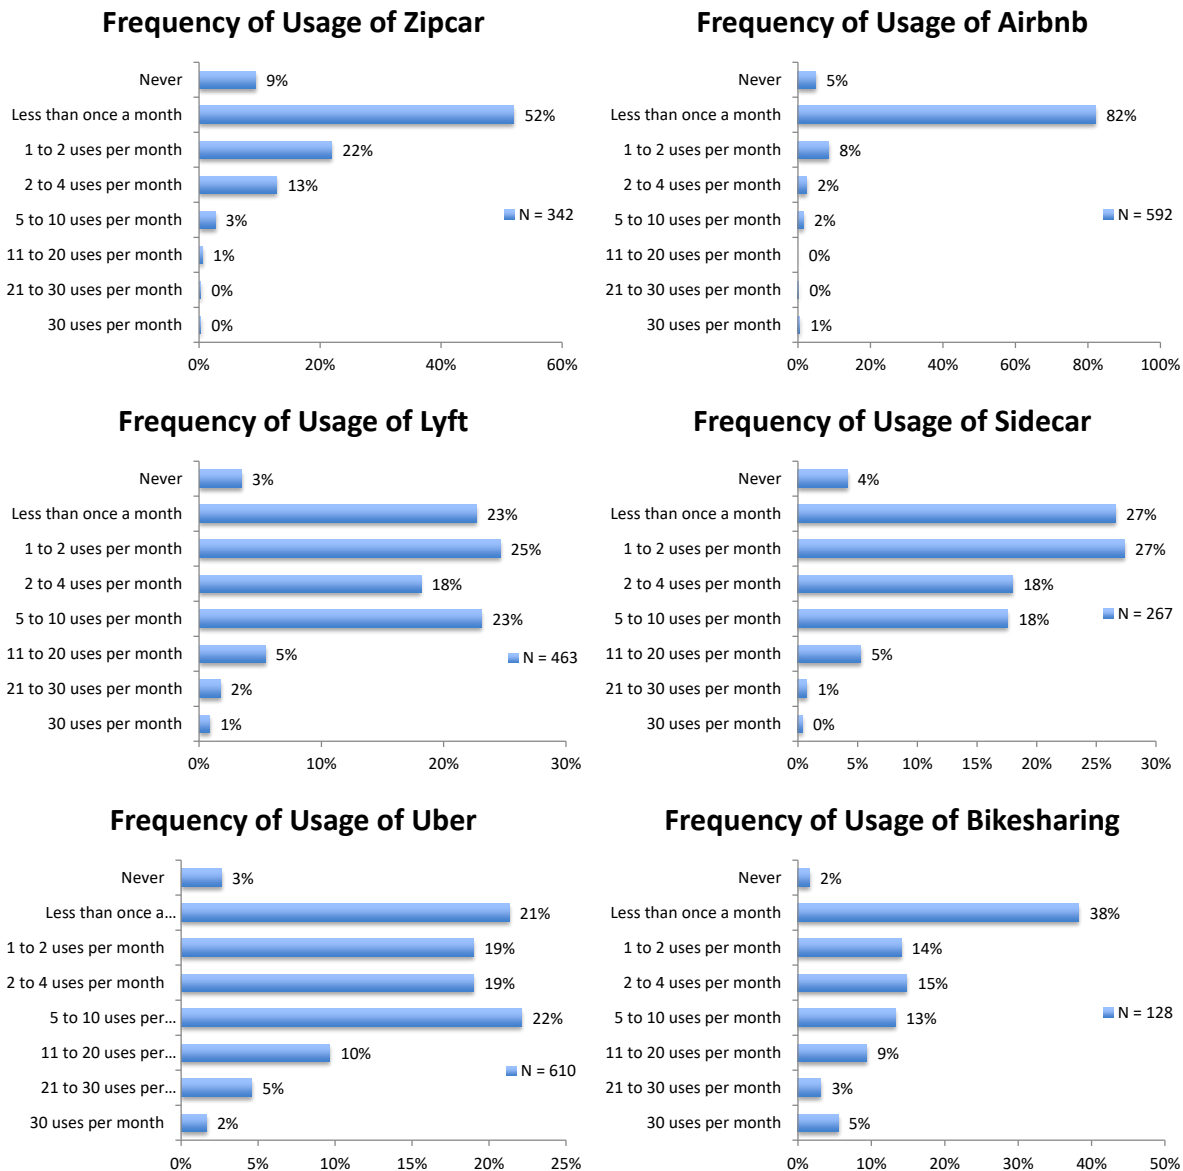 Frequency of Usage of Zipcar
Never
9%
Less than once a month
52%
1 to 2 uses per month
22%
2 to 4 uses per month
13%
5 to 10 uses per month
3%
N = 342
11 to 20 uses per month
1%
21 to 30 uses per month
0%
30 uses per month
0%
0% 20% 40% 60%
Frequency of Usage of Airbnb
Never
5%
Less than once a month
82%
1 to 2 uses per month
8%
2 to 4 uses per month
2%
5 to 10 uses per month
2%
N = 592
11 to 20 uses per month
0%
21 to 30 uses per month
0%
30 uses per month
1%
0% 20% 40% 60% 80% 100%
Frequency of Usage of Lyft
Never
3%
Less than once a month
23%
1 to 2 uses per month
25%
2 to 4 uses per month
18%
5 to 10 uses per month
23%
11 to 20 uses per month
5%
N = 463
21 to 30 uses per month
2%
30 uses per month
1%
0% 10% 20% 30%
Frequency of Usage of Sidecar
Never
4%
Less than once a month
27%
1 to 2 uses per month
27%
2 to 4 uses per month
18%
5 to 10 uses per month
18%
N = 267
11 to 20 uses per month
5%
21 to 30 uses per month
1%
30 uses per month
0%
0% 5% 10% 15% 20% 25% 30%
Frequency of Usage of Uber
Never
3%
Less than once a...
21%
1 to 2 uses per month
19%
2 to 4 uses per month
19%
5 to 10 uses per...
22%
11 to 20 uses per...
10%
N = 610
21 to 30 uses per...
5%
30 uses per month
2%
0% 5% 10% 15% 20% 25%
Frequency of Usage of Bikesharing
Never
2%
Less than once a month
38%
1 to 2 uses per month
14%
2 to 4 uses per month
15%
5 to 10 uses per month
13%
N = 128
11 to 20 uses per month
9%
21 to 30 uses per month
3%
30 uses per month
5%
0% 10% 20% 30% 40% 50%